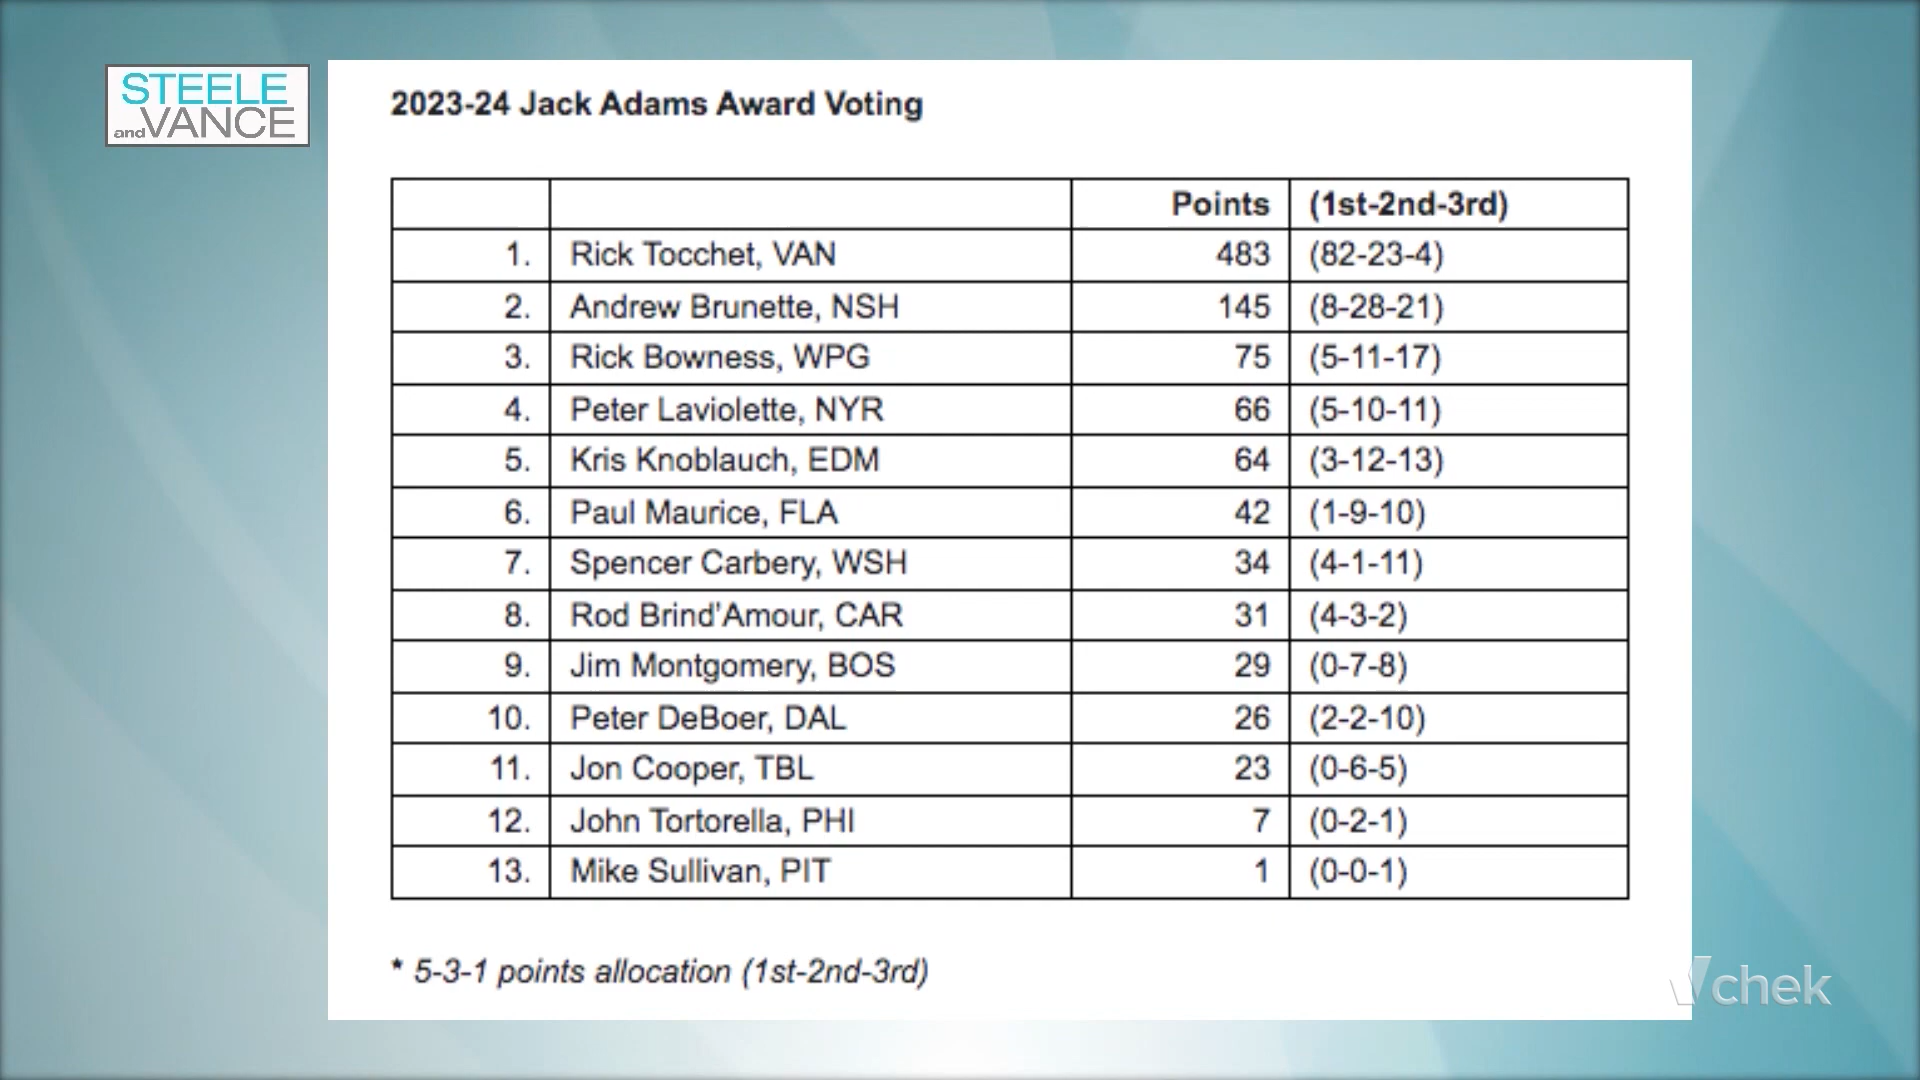 STEELE
and VANCE
2023-24 Jack Adams Award Voting
Points (1st-2nd-3rd)
1. Rick Tocchet, VAN 483 (82-23-4)
2. Andrew Brunette, NSH 145 (8-28-21)
3. Rick Bowness, WPG 75 (5-11-17)
4. Peter Laviolette, NYR 66 (5-10-11)
5. Kris Knoblauch, EDM 64 (3-12-13)
6. Paul Maurice, FLA 42 (1-9-10)
7. Spencer Carbery, WSH 34 (4-1-11)
8. Rod Brind'Amour, CAR 31 (4-3-2)
9. Jim Montgomery, BOS 29 (0-7-8)
10. Peter DeBoer, DAL 26 (2-2-10)
11. Jon Cooper, TBL 23 (0-6-5)
12. John Tortorella, PHI 7 (0-2-1)
13. Mike Sullivan, PIT 1 (0-0-1)
* 5-3-1 points allocation (1st-2nd-3rd)
chek